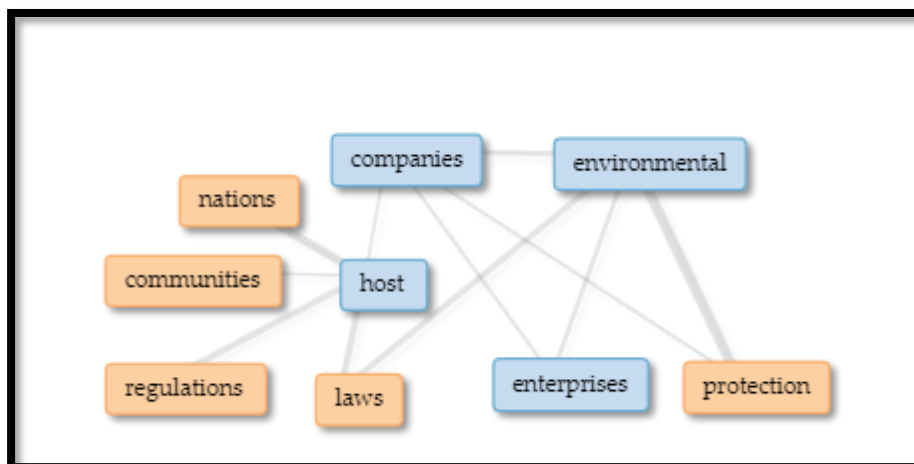 companies
environmental
nations
communities
host
regulations
laws
enterprises
protection